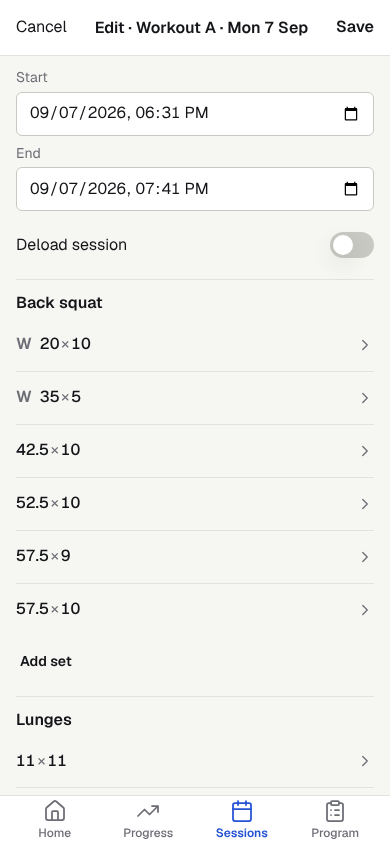 Cancel Edit · Workout A · Mon 7 Sep Save
Start
09/07/2026, 06:31 PM
End
09/07/2026, 07:41 PM
Deload session
Back squat
W 20×10
W 35×5
42.5×10
52.5×10
57.5×9
57.5×10
Add set
Lunges
11×11
Home Progress Sessions Program